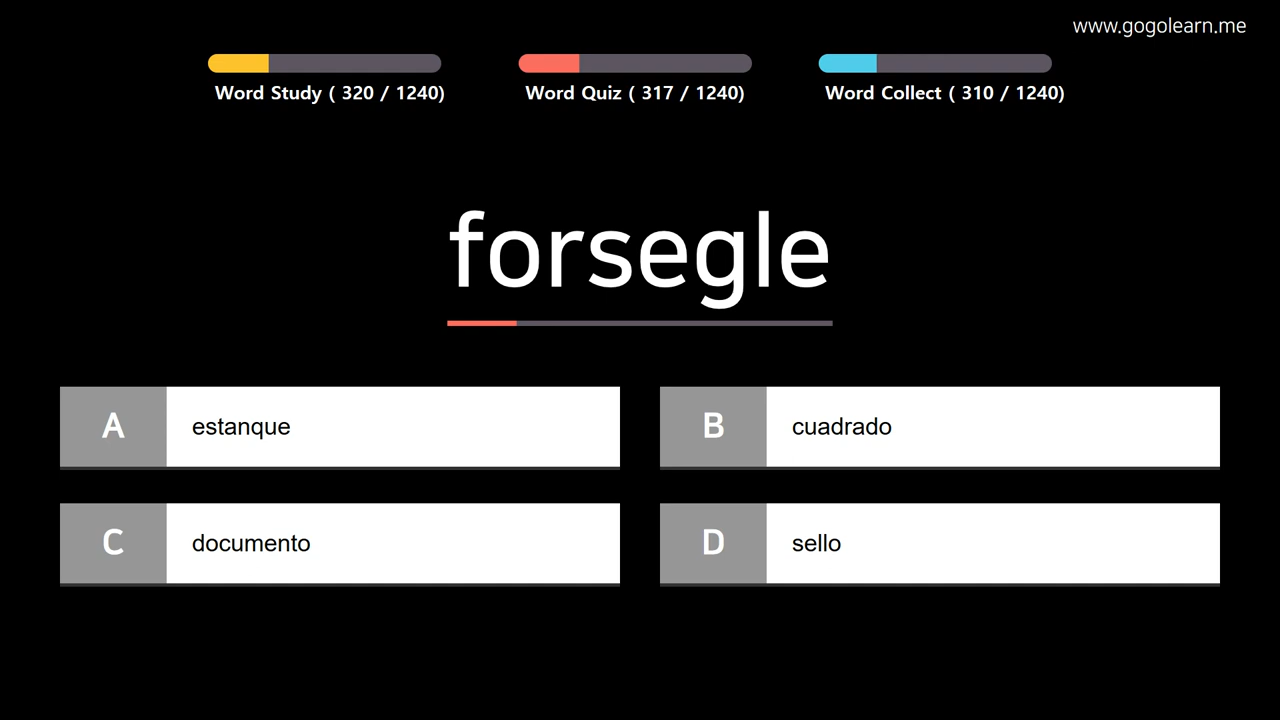 www.gogolearn.me
Word Study ( 320 / 1240)
Word Quiz ( 317 / 1240)
Word Collect ( 310 / 1240)
forsegle
A estanque
B cuadrado
C documento
D sello